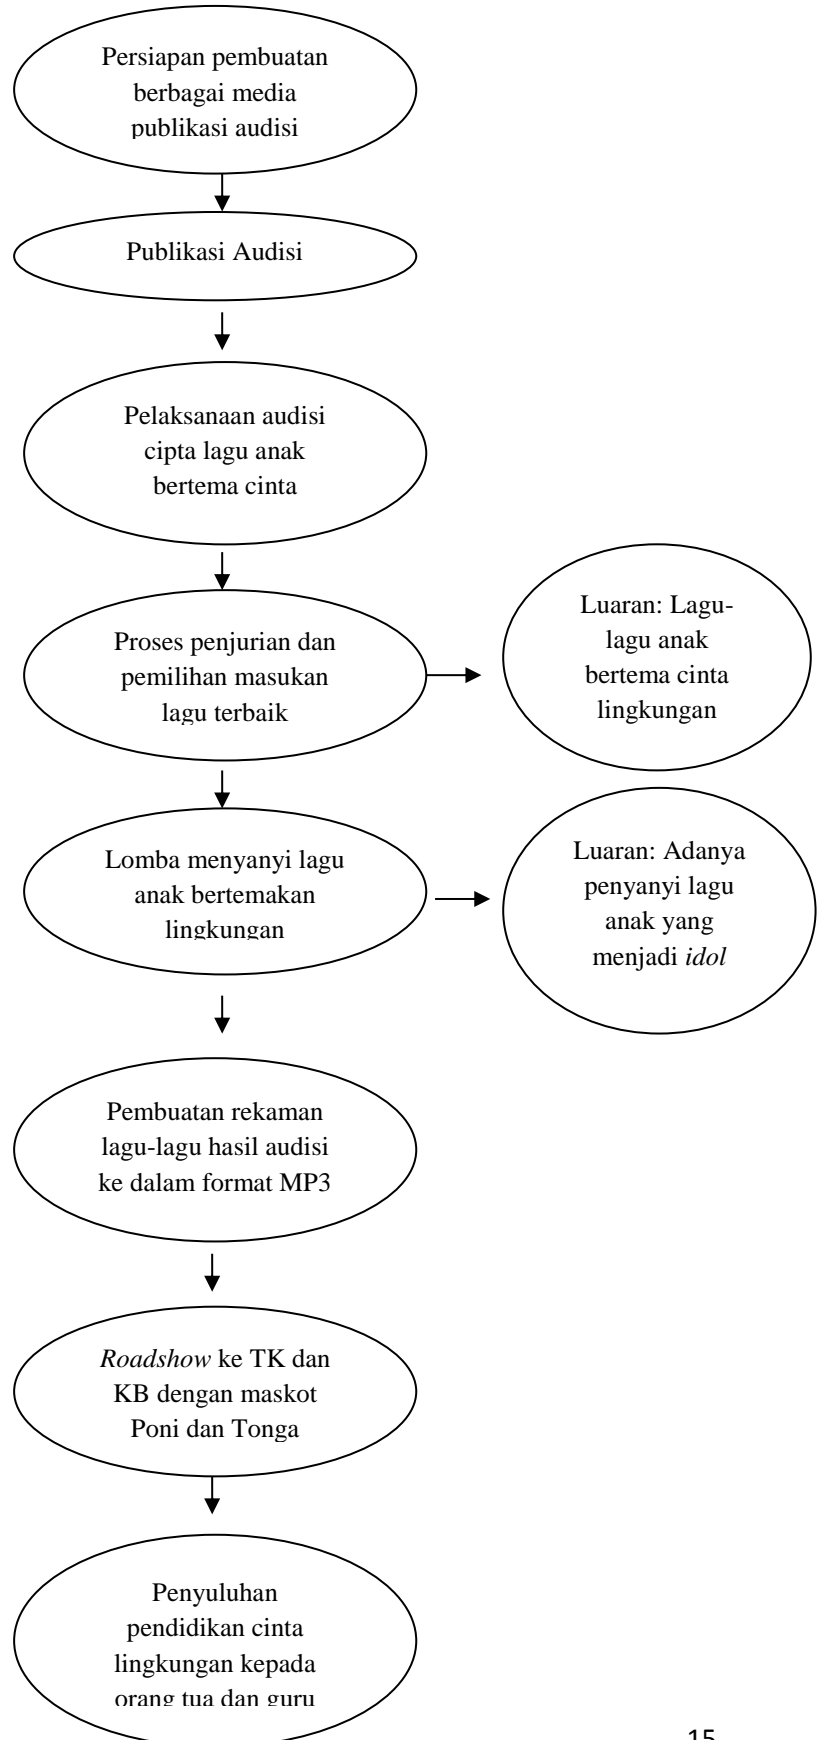 Persiapan pembuatan
berbagai media
publikasi audisi
Publikasi Audisi
Pelaksanaan audisi
cipta lagu anak
bertema cinta
Proses penjurian dan
pemilihan masukan
lagu terbaik
Luaran: Lagu-
lagu anak
bertema cinta
lingkungan
Lomba menyanyi lagu
anak bertemakan
lingkungan
Luaran: Adanya
penyanyi lagu
anak yang
menjadi idol
Pembuatan rekaman
lagu-lagu hasil audisi
ke dalam format MP3
Roadshow ke TK dan
KB dengan maskot
Poni dan Tonga
Penyuluhan
pendidikan cinta
lingkungan kepada
orang tua dan guru
15